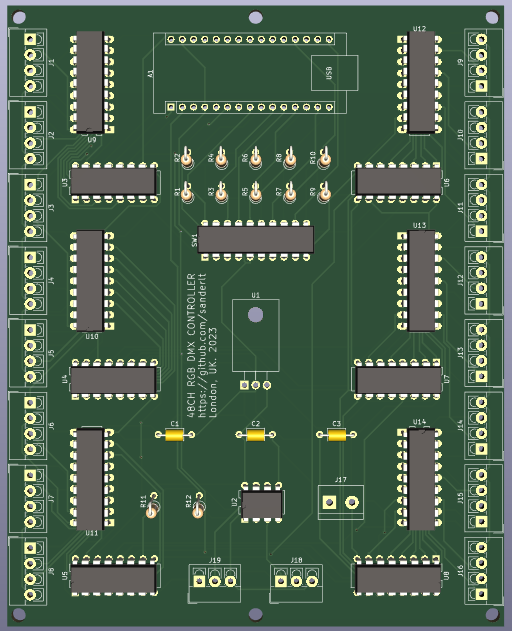 U12
J1
A1
USB
J9
U9
J2
R2
R4
R6
R8
R10
J10
U3
R1
R3
R5
R7
R9
U6
J3
SW1
U13
J11
J4
U1
J12
U10
48CH RGB DMX CONTROLLER
https://github.com/sanderit
London, UK. 2023
J5
J13
U4
U7
J6
C1
C2
C3
U14
J14
J7
R11
R12
U2
J17
J15
U11
J8
U5
J19
J18
U8
J16